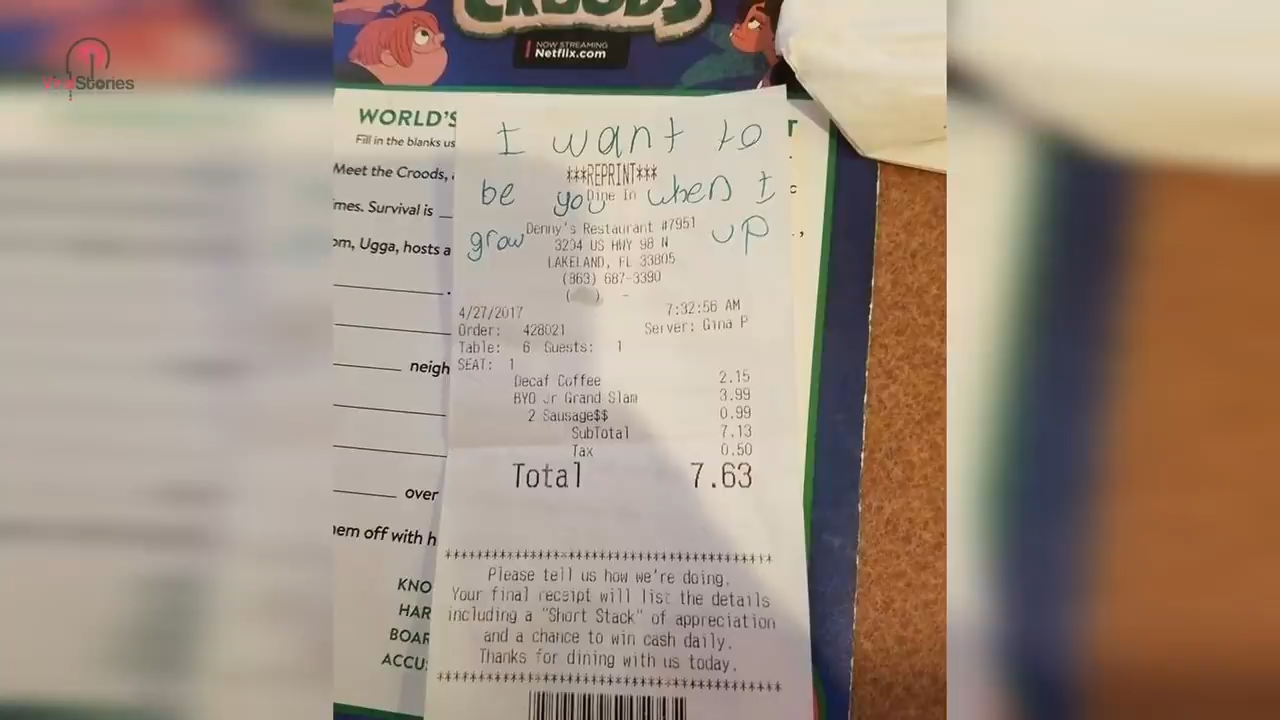 CROODS
NOW STREAMING
Netflix.com
Stories
WORLD'S
Fill in the blanks us
Meet the Croods,
mes. Survival is
om, Ugga, hosts a
neigh
over
em off with h
KNO
HAR
BOAR
ACCU
T
I want to
***REPRINT***
be you when I
Dine In
grow up
Denny's Restaurant #7951
3204 US HWY 98 N
LAKELAND, FL 33805
(863) 687-3390
( ) -
4/27/2017 7:32:56 AM
Order: 428021 Server: Gina P
Table: 6 Guests: 1
SEAT: 1
Decaf Coffee 2.15
BYO Jr Grand Slam 3.99
2 Sausage$$ 0.99
SubTotal 7.13
Tax 0.50
Total 7.63
****************************************
Please tell us how we're doing.
Your final receipt will list the details
including a "Short Stack" of appreciation
and a chance to win cash daily.
Thanks for dining with us today.
****************************************